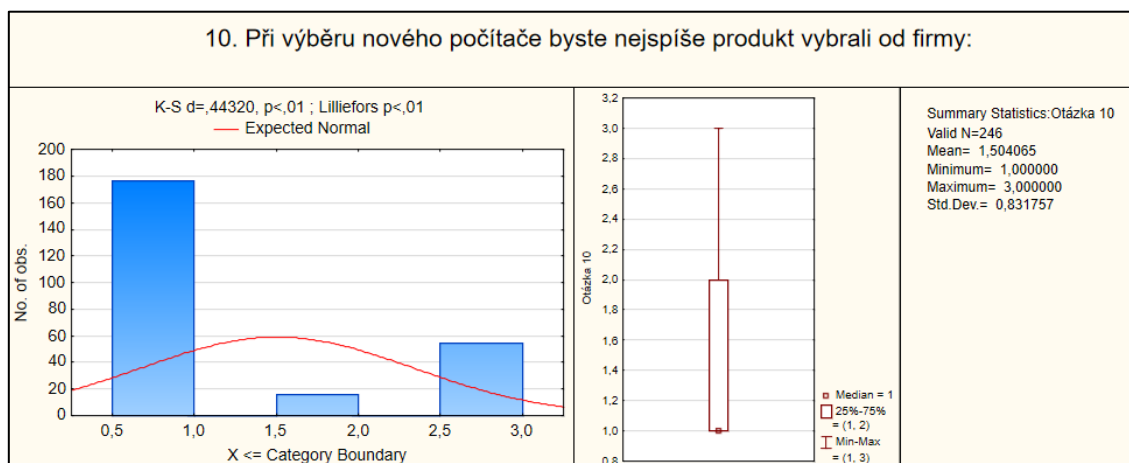 10. Při výběru nového počítače byste nejspíše produkt vybrali od firmy:
K-S d=,44320, p<,01 ; Lilliefors p<,01
Expected Normal
200
180
160
140
120
100
80
60
40
20
0
No. of obs.
0,5
1,0
1,5
2,0
2,5
3,0
X <= Category Boundary
3,2
3,0
2,8
2,6
2,4
2,2
2,0
1,8
1,6
1,4
1,2
1,0
0,8
Otázka 10
Median = 1
25%-75%
= (1, 2)
Min-Max
= (1, 3)
Summary Statistics:Otázka 10
Valid N=246
Mean= 1,504065
Minimum= 1,000000
Maximum= 3,000000
Std.Dev.= 0,831757